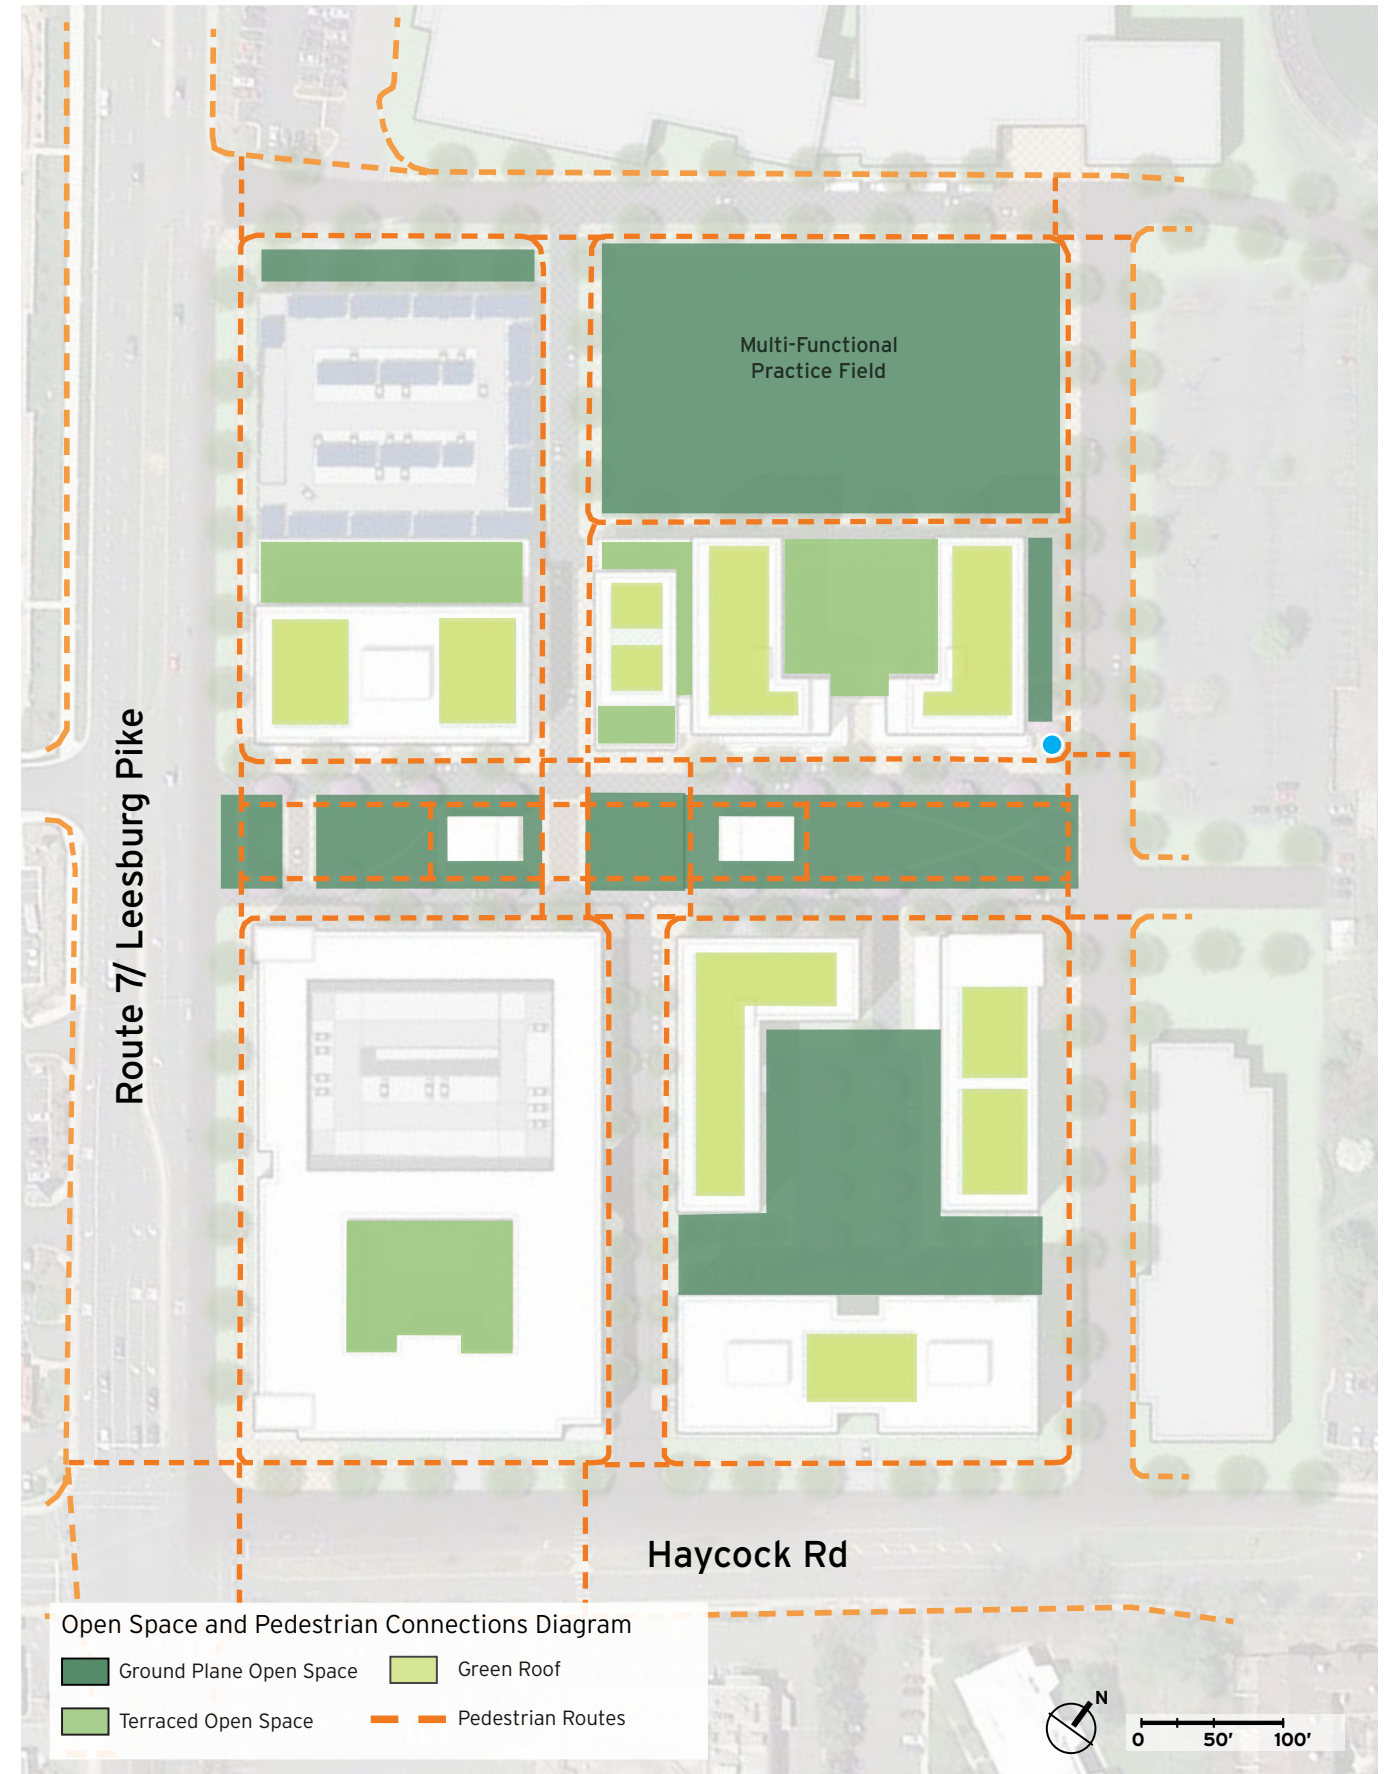 Multi-Functional
Practice Field
Route 7/ Leesburg Pike
Haycock Rd
Open Space and Pedestrian Connections Diagram
Ground Plane Open Space
Green Roof
Terraced Open Space
Pedestrian Routes
N
0 50' 100'